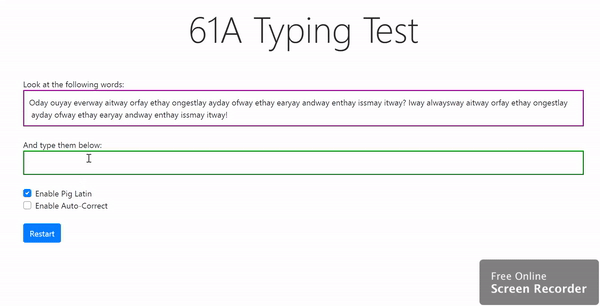 61A Typing Test
Look at the following words:
Oday ouyay everway aitway orfay ethay ongestlay ayday ofway ethay earyay andway enthay issmay itway? Iway alwaysway aitway orfay ethay ongestlay
ayday ofway ethay earyay andway enthay issmay itway!
And type them below:
Enable Pig Latin
Enable Auto-Correct
Restart
Free Online
Screen Recorder